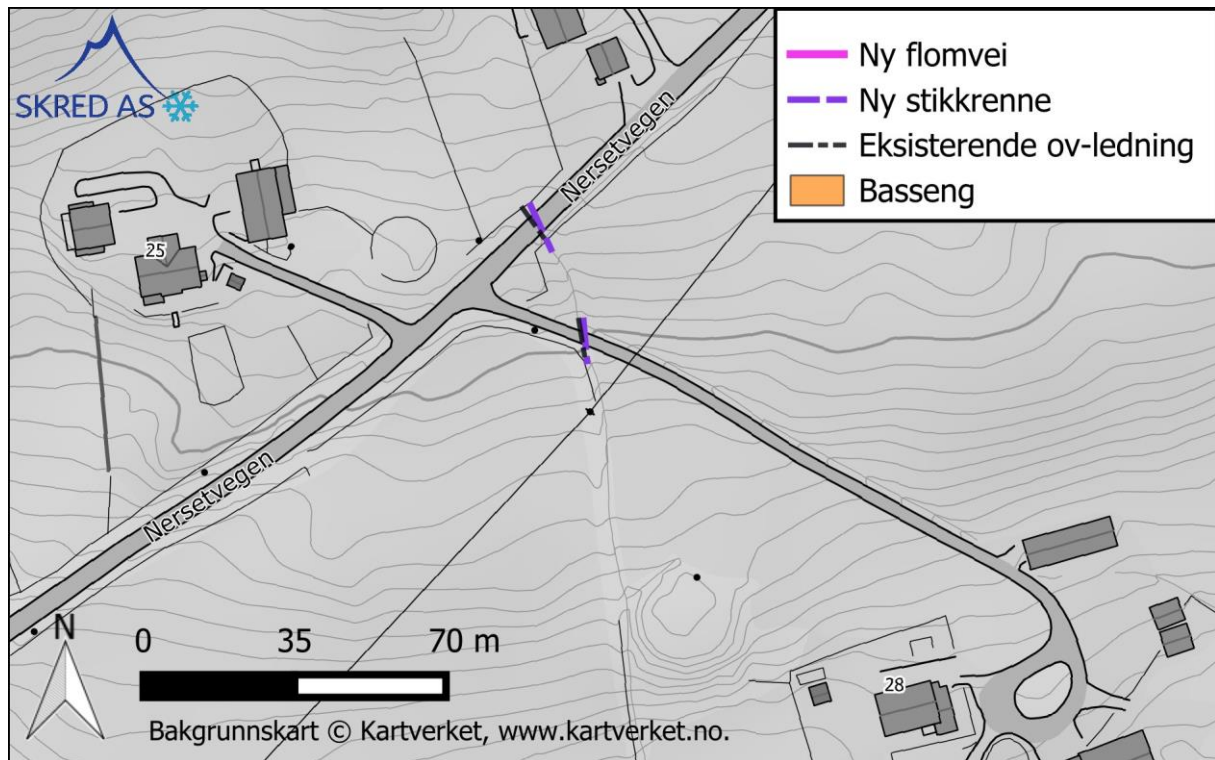 SKRED AS
Ny flomvei
Ny stikkrenne
Eksisterende ov-ledning
Basseng
Nersetvegen
25
Nersetvegen
28
N
0 35 70 m
Bakgrunnskart © Kartverket, www.kartverket.no.